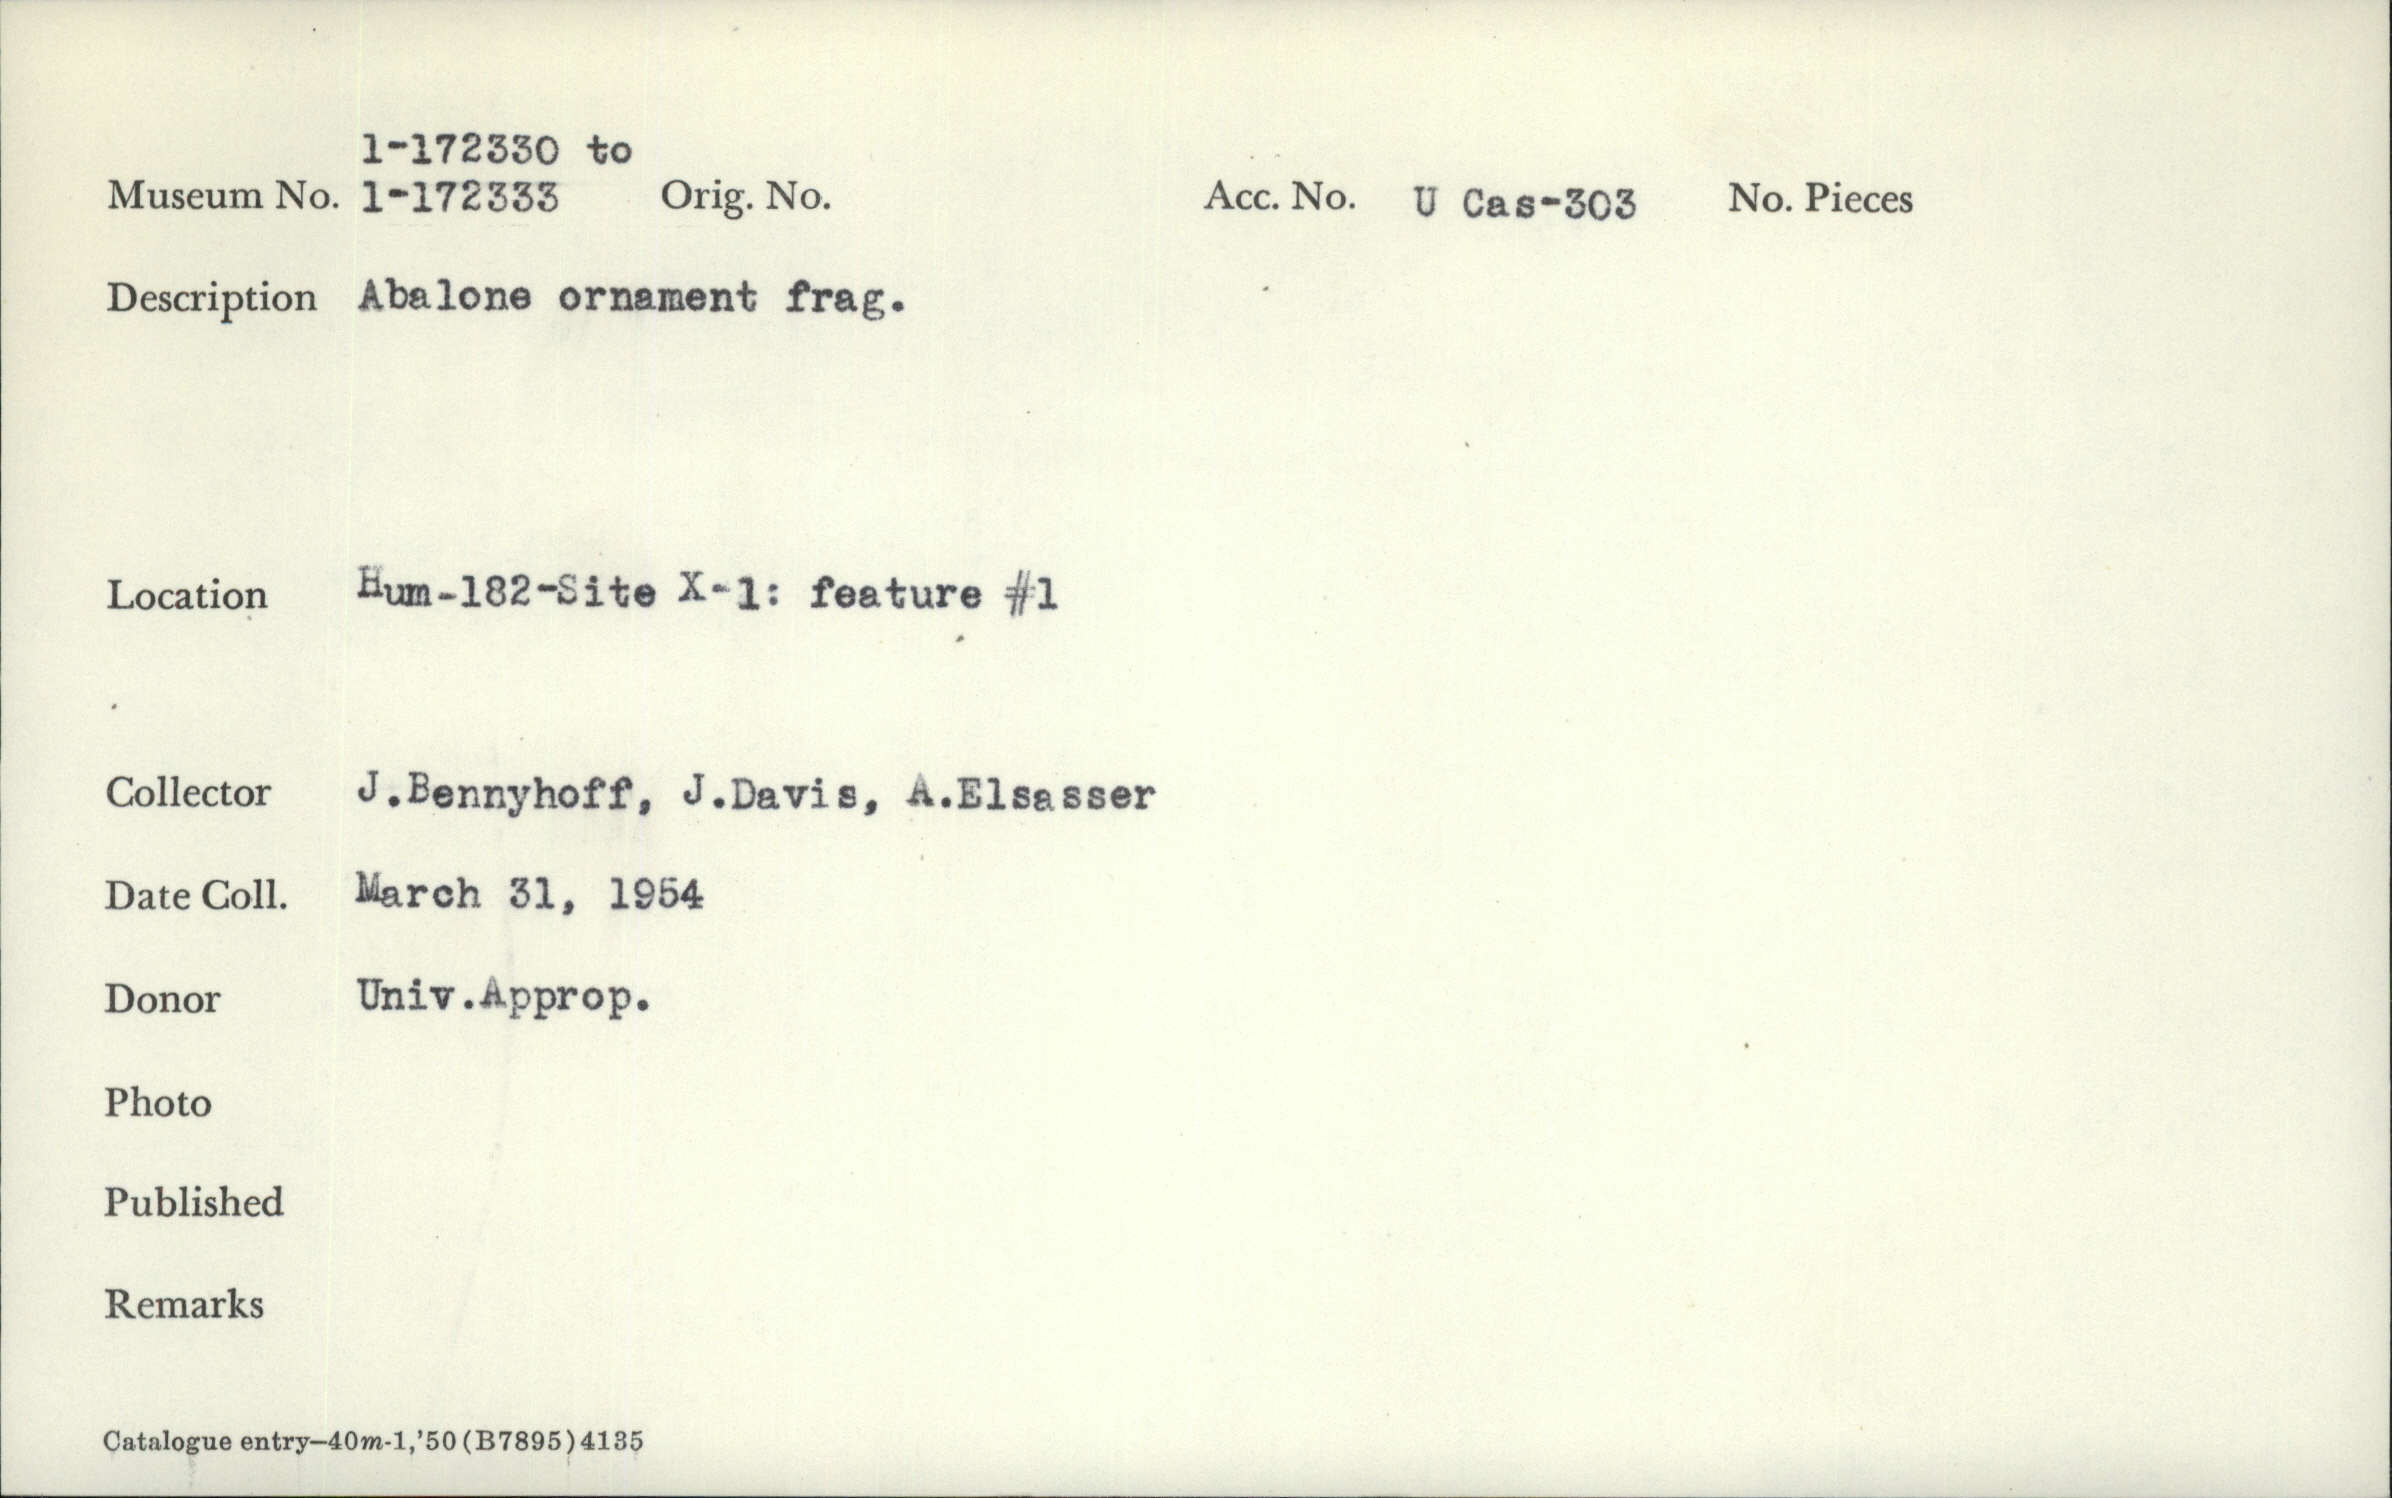 1-172330 to
Museum No. 1-172333 Orig. No. Acc. No. U Cas-303 No. Pieces
Description Abalone ornament frag.
Location Hum-182-Site X-1: feature #1
Collector J.Bennyhoff, J.Davis, A.Elsasser
Date Coll. March 31, 1954
Donor Univ.Approp.
Photo
Published
Remarks
Catalogue entry—40m-1,'50(B7895)4135